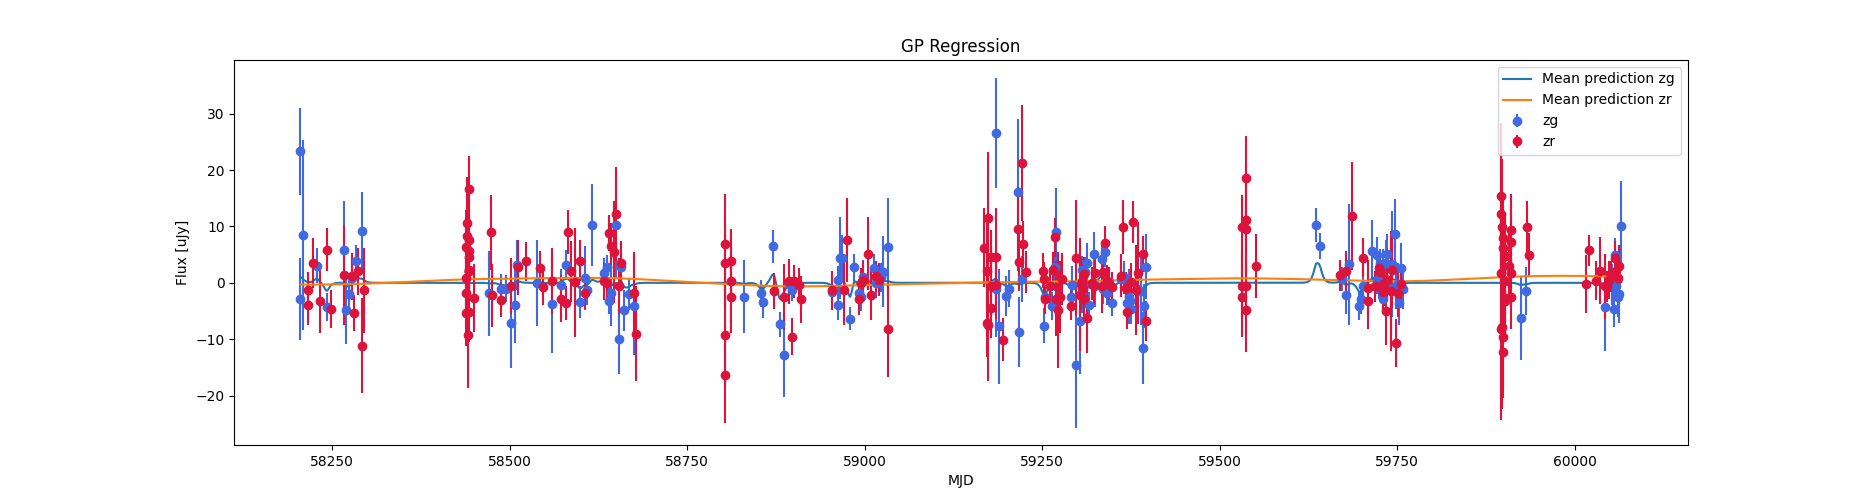 GP Regression
Flux [uJy]
30
20
10
0
−10
−20
58250 58500 58750 59000 59250 59500 59750 60000
MJD
Mean prediction zg
Mean prediction zr
zg
zr